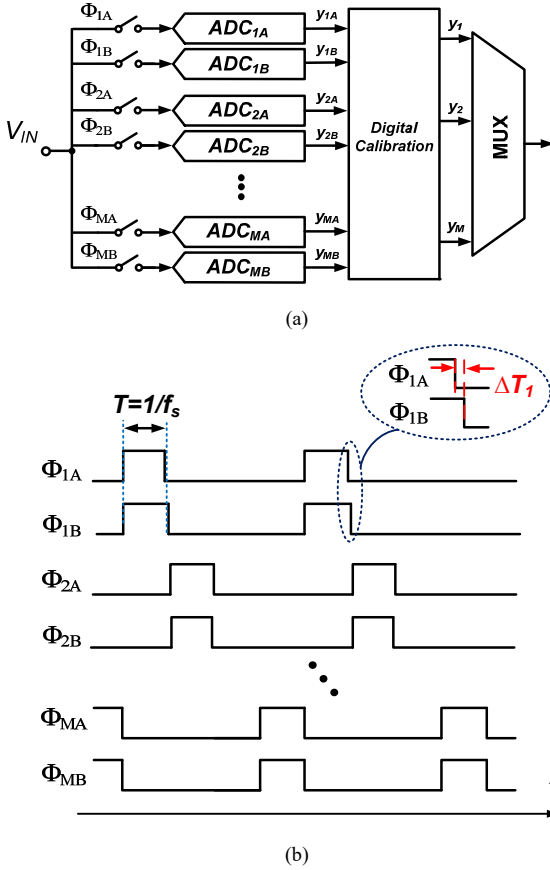 Φ1A ADC1A y1A
Φ1B ADC1B y1B
Φ2A ADC2A y2A
Φ2B ADC2B y2B
VIN
ΦMA ADCMA yMA
ΦMB ADCMB yMB
Digital
Calibration
y1
y2
yM
MUX
(a)
Φ1A
Φ1B
ΔT1
T=1/fs
Φ1A
Φ1B
Φ2A
Φ2B
ΦMA
ΦMB
(b)